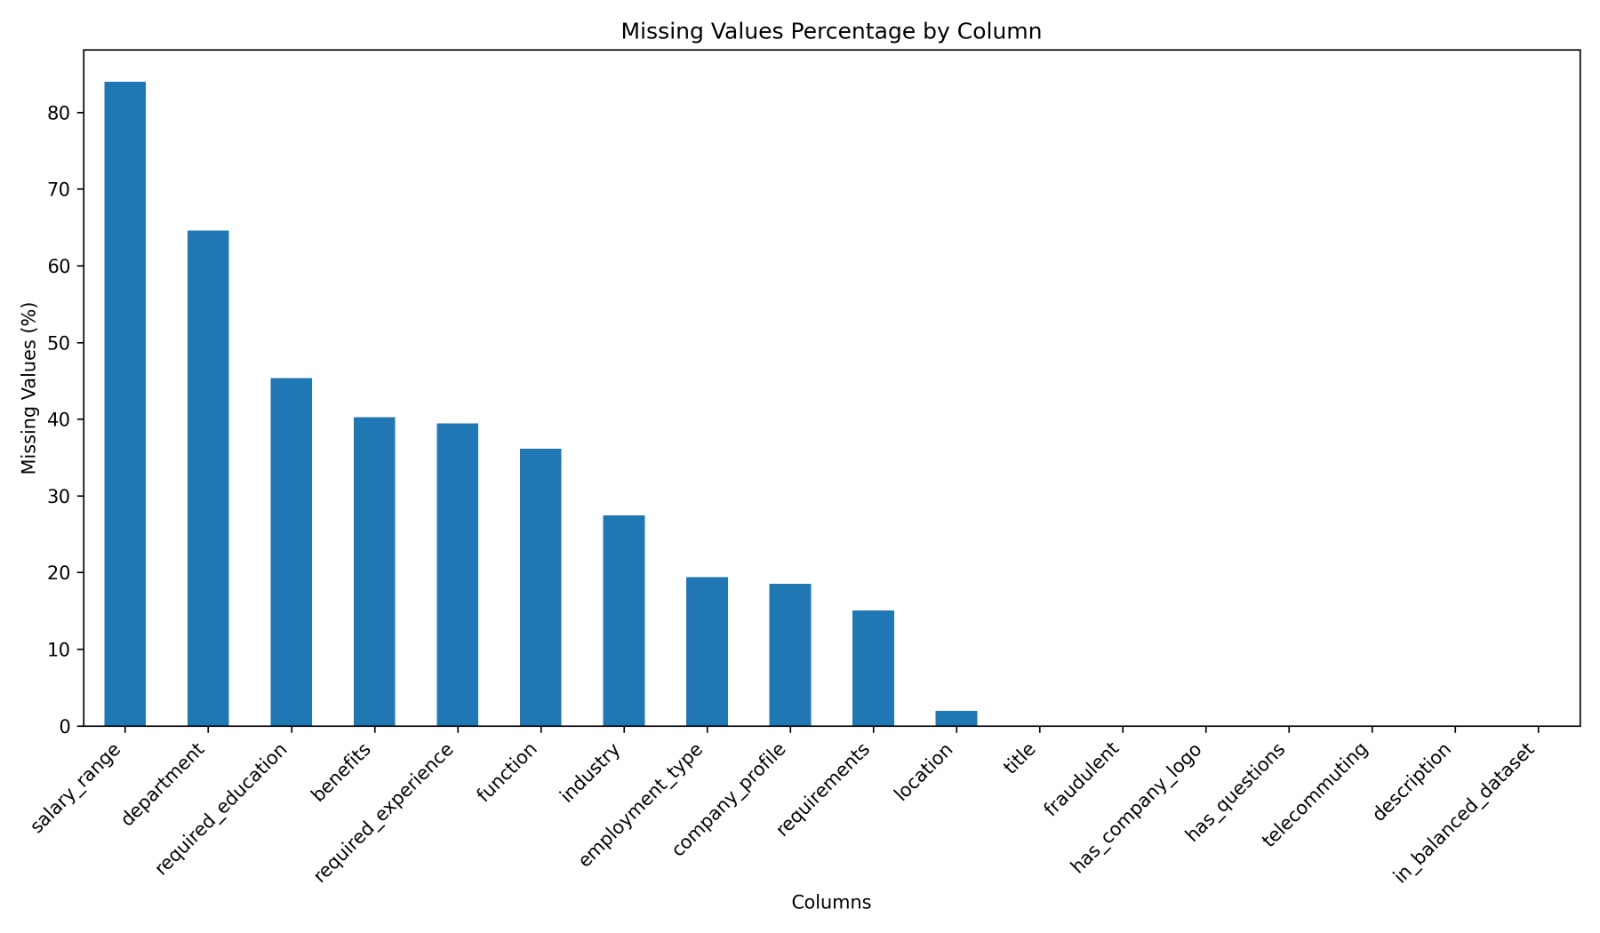 Missing Values Percentage by Column
Missing Values (%)
80
70
60
50
40
30
20
10
0
salary_range
department
required_education
benefits
required_experience
function
industry
employment_type
company_profile
requirements
location
title
fraudulent
has_company_logo
has_questions
telecommuting
description
in_balanced_dataset
Columns